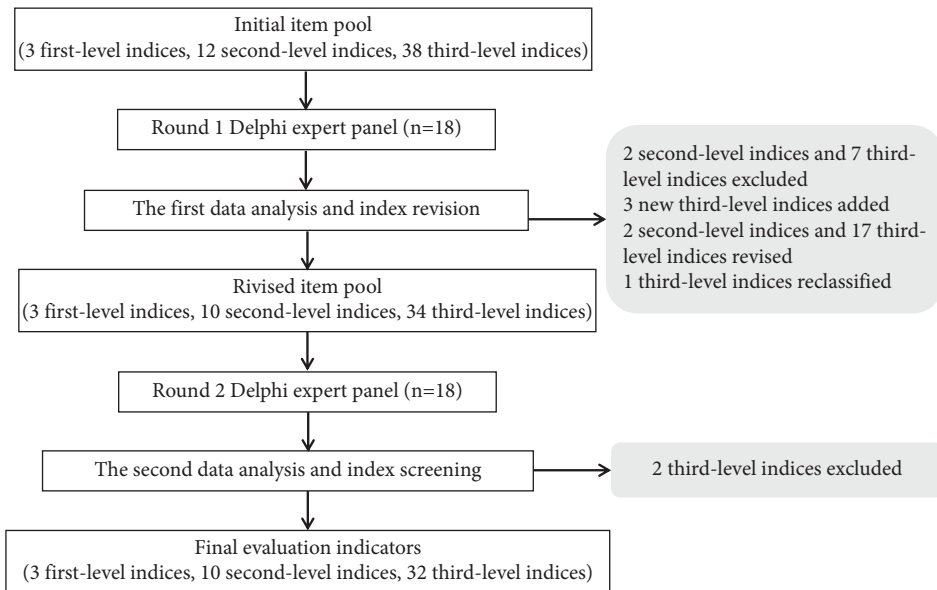 Initial item pool
(3 first-level indices, 12 second-level indices, 38 third-level indices)
Round 1 Delphi expert panel (n=18)
The first data analysis and index revision
2 second-level indices and 7 third-
level indices excluded
3 new third-level indices added
2 second-level indices and 17 third-
level indices revised
1 third-level indices reclassified
Rivised item pool
(3 first-level indices, 10 second-level indices, 34 third-level indices)
Round 2 Delphi expert panel (n=18)
The second data analysis and index screening
2 third-level indices excluded
Final evaluation indicators
(3 first-level indices, 10 second-level indices, 32 third-level indices)